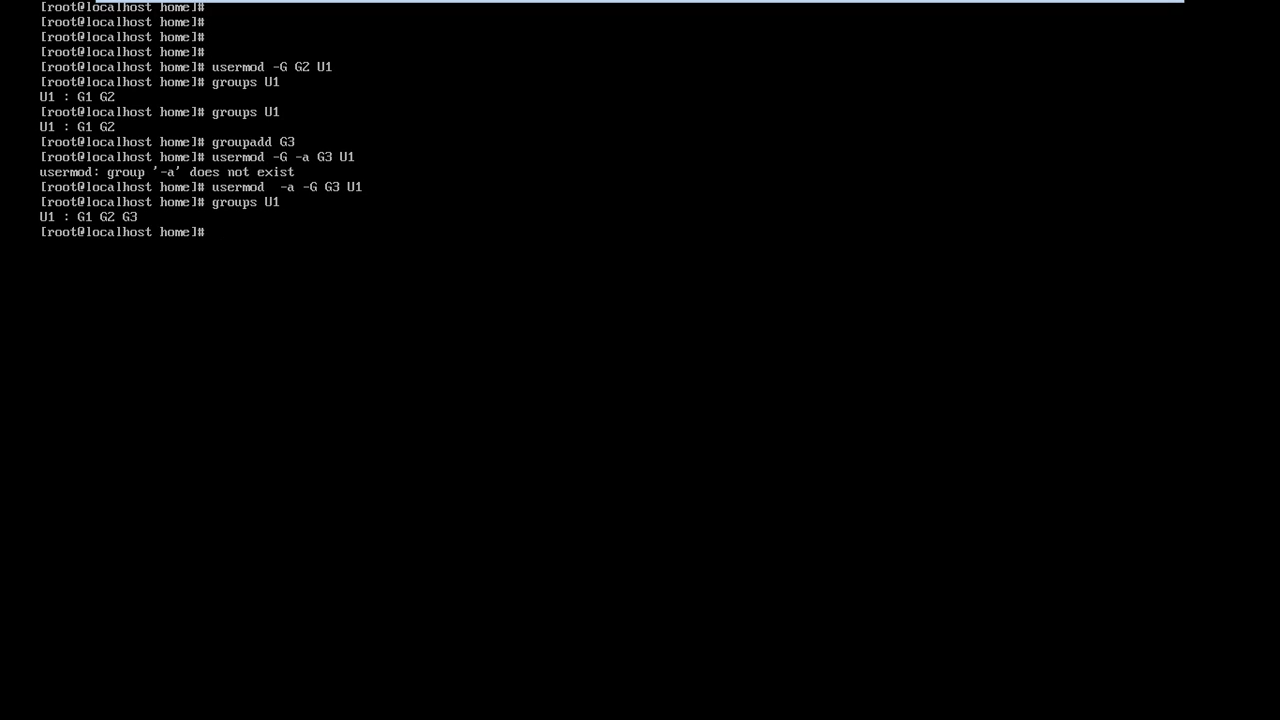 [root@localhost home]#
[root@localhost home]#
[root@localhost home]#
[root@localhost home]#
[root@localhost home]# usermod -G G2 U1
[root@localhost home]# groups U1
U1 : G1 G2
[root@localhost home]# groups U1
U1 : G1 G2
[root@localhost home]# groupadd G3
[root@localhost home]# usermod -G -a G3 U1
usermod: group '-a' does not exist
[root@localhost home]# usermod  -a -G G3 U1
[root@localhost home]# groups U1
U1 : G1 G2 G3
[root@localhost home]#